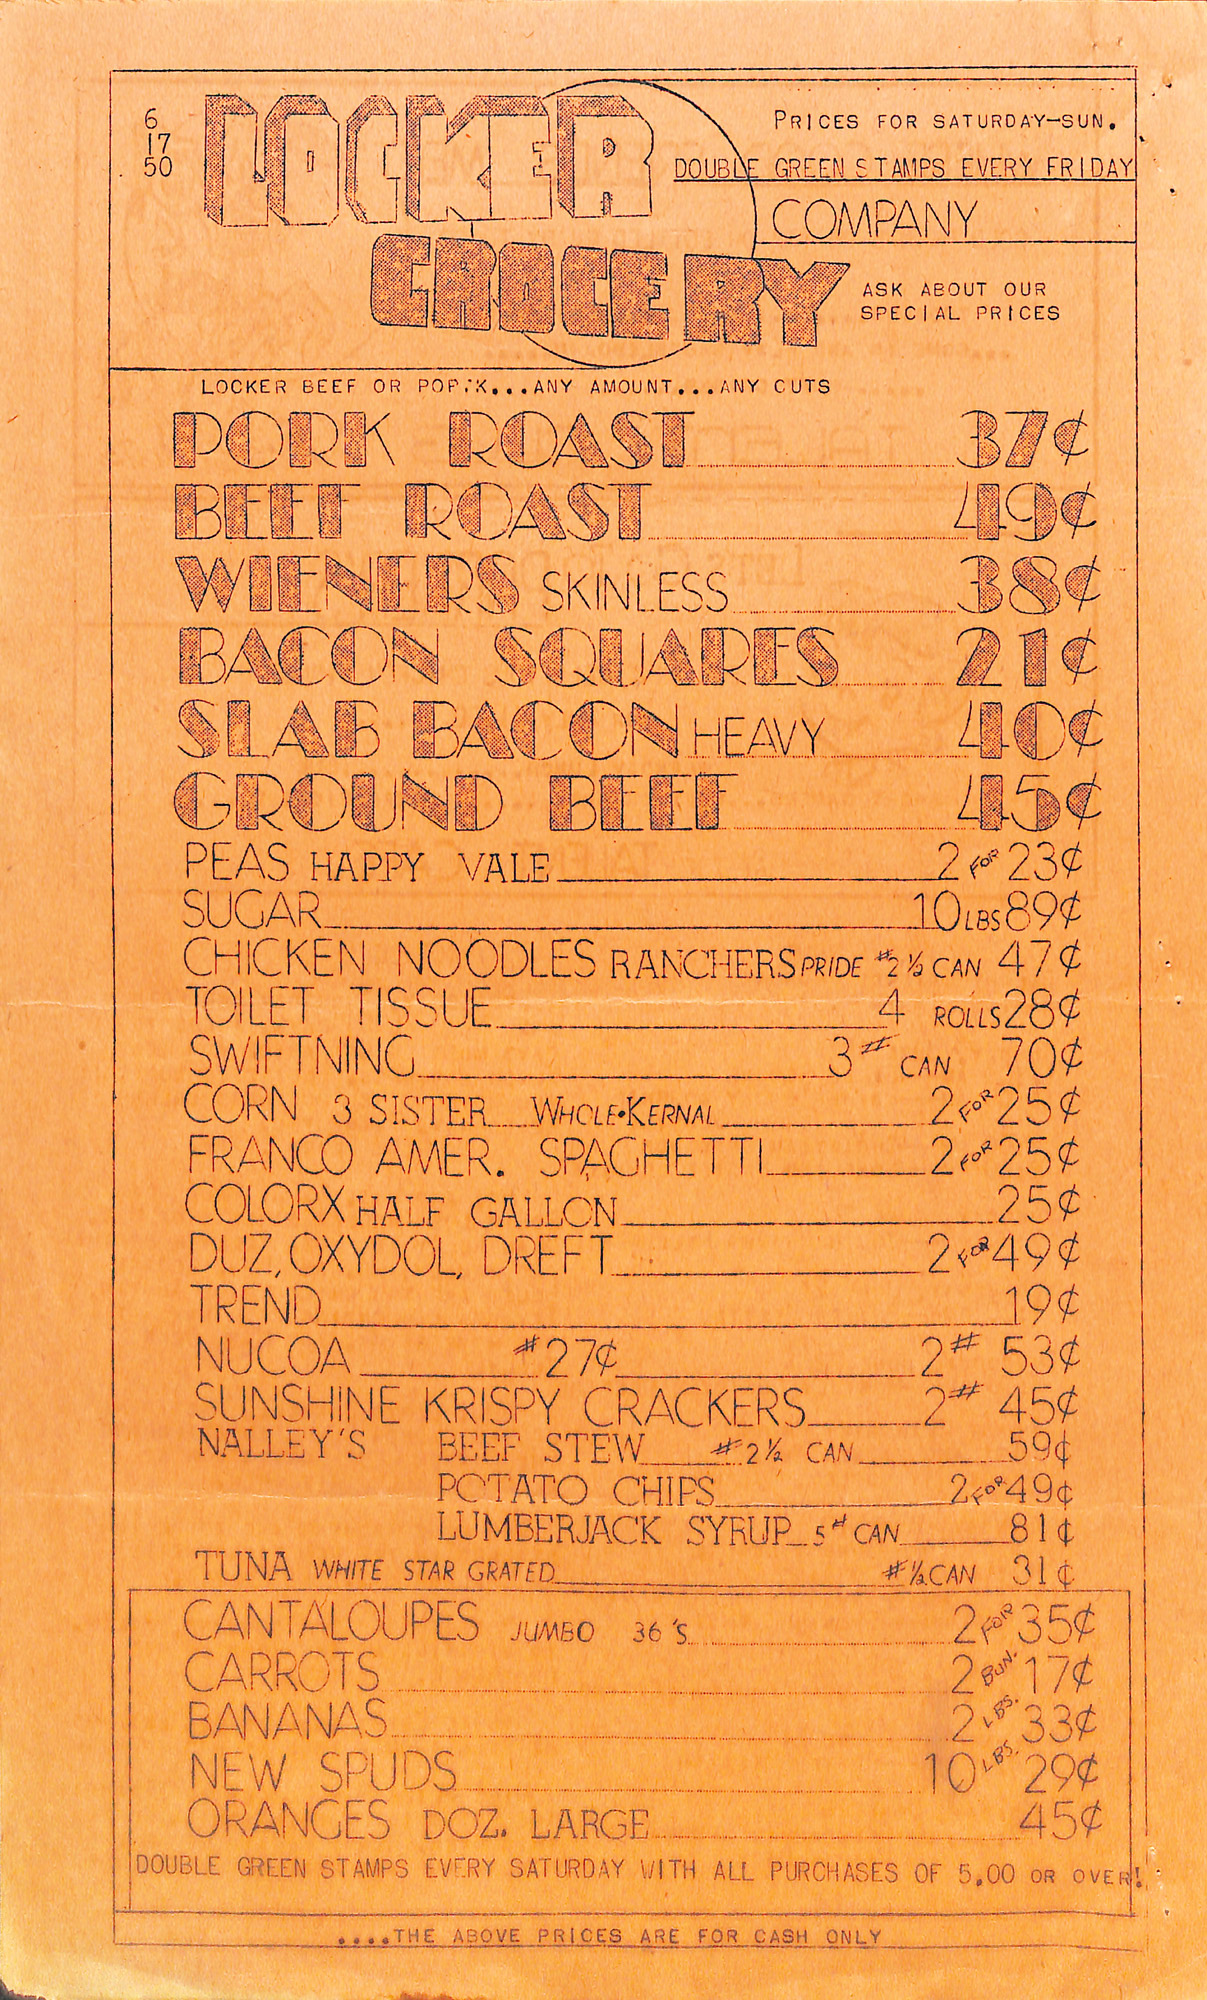 6
17
50
LOCKER
GROCERY
PRICES FOR SATURDAY—SUN.
DOUBLE GREEN STAMPS EVERY FRIDAY
COMPANY
ASK ABOUT OUR
SPECIAL PRICES
LOCKER BEEF OR PORK...ANY AMOUNT...ANY CUTS
PORK ROAST 37¢
BEEF ROAST 49¢
WIENERS SKINLESS 38¢
BACON SQUARES 21¢
SLAB BACON HEAVY 40¢
GROUND BEEF 45¢
PEAS HAPPY VALE 2 FOR 23¢
SUGAR 10 LBS 89¢
CHICKEN NOODLES RANCHERS PRIDE #2 ½ CAN 47¢
TOILET TISSUE 4 ROLLS 28¢
SWIFTNING 3# CAN 70¢
CORN 3 SISTER WHOLE•KERNAL 2 FOR 25¢
FRANCO AMER. SPAGHETTI 2 FOR 25¢
COLORX HALF GALLON 25¢
DUZ, OXYDOL, DREFT 2 FOR 49¢
TREND 19¢
NUCOA #27¢ 2# 53¢
SUNSHINE KRISPY CRACKERS 2# 45¢
NALLEY'S BEEF STEW #2½ CAN 59¢
POTATO CHIPS 2 FOR 49¢
LUMBERJACK SYRUP 5# CAN 81¢
TUNA WHITE STAR GRATED #½ CAN 31¢
CANTALOUPES JUMBO 36'S 2 FOR 35¢
CARROTS 2 BUN. 17¢
BANANAS 2 LBS. 33¢
NEW SPUDS 10 LBS. 29¢
ORANGES DOZ. LARGE 45¢
DOUBLE GREEN STAMPS EVERY SATURDAY WITH ALL PURCHASES OF 5.00 OR OVER!
....THE ABOVE PRICES ARE FOR CASH ONLY